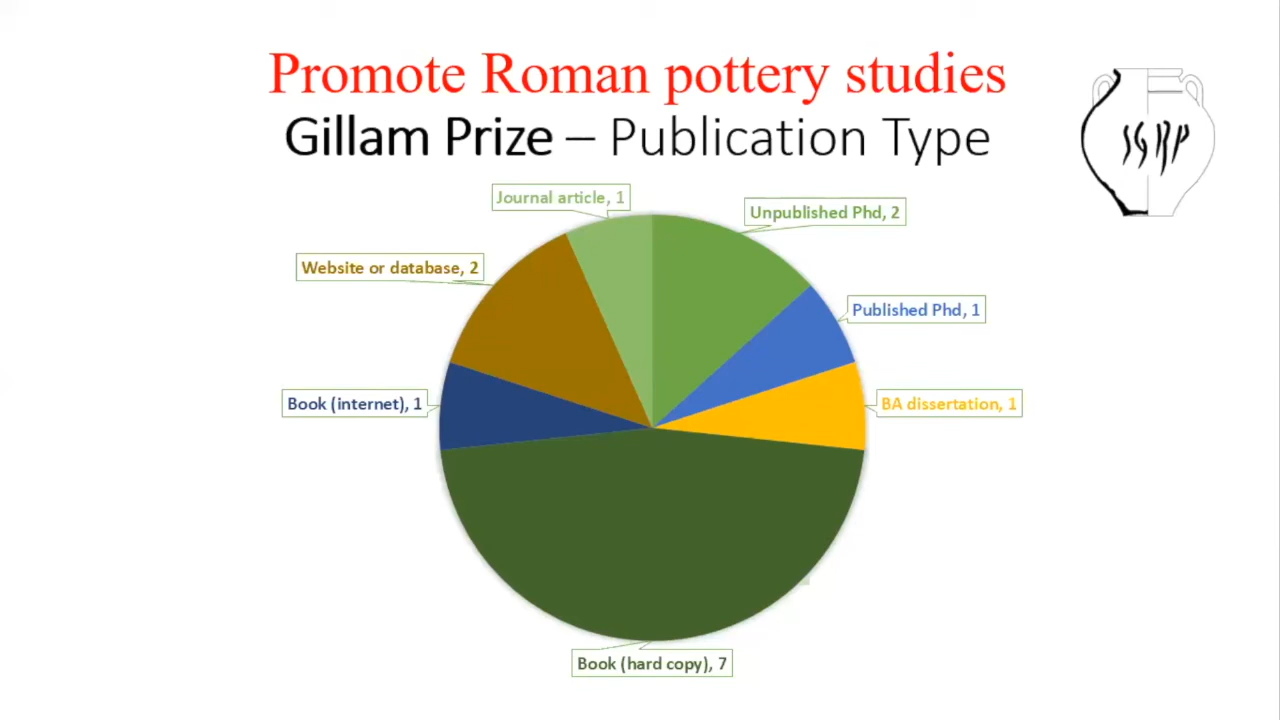 Promote Roman pottery studies
Gillam Prize – Publication Type
SGRP
Journal article, 1
Unpublished Phd, 2
Website or database, 2
Published Phd, 1
Book (internet), 1
BA dissertation, 1
Book (hard copy), 7